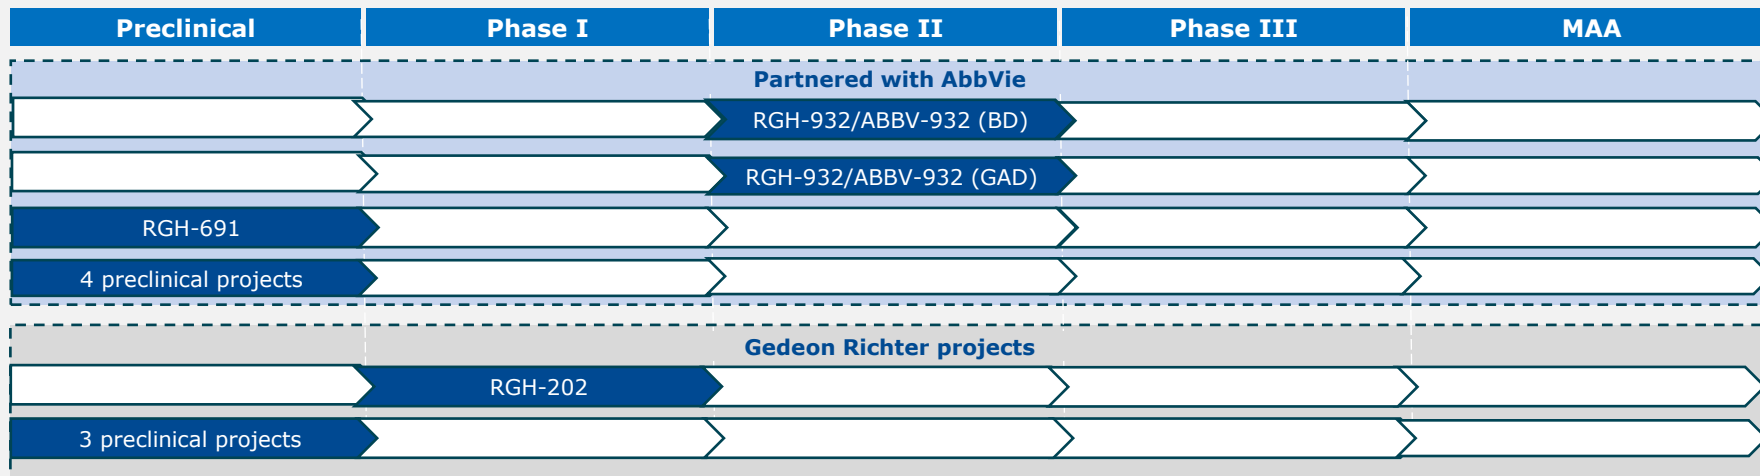 Preclinical
Phase I
Phase II
Phase III
MAA
Partnered with AbbVie
RGH-932/ABBV-932 (BD)
RGH-932/ABBV-932 (GAD)
RGH-691
4 preclinical projects
Gedeon Richter projects
RGH-202
3 preclinical projects